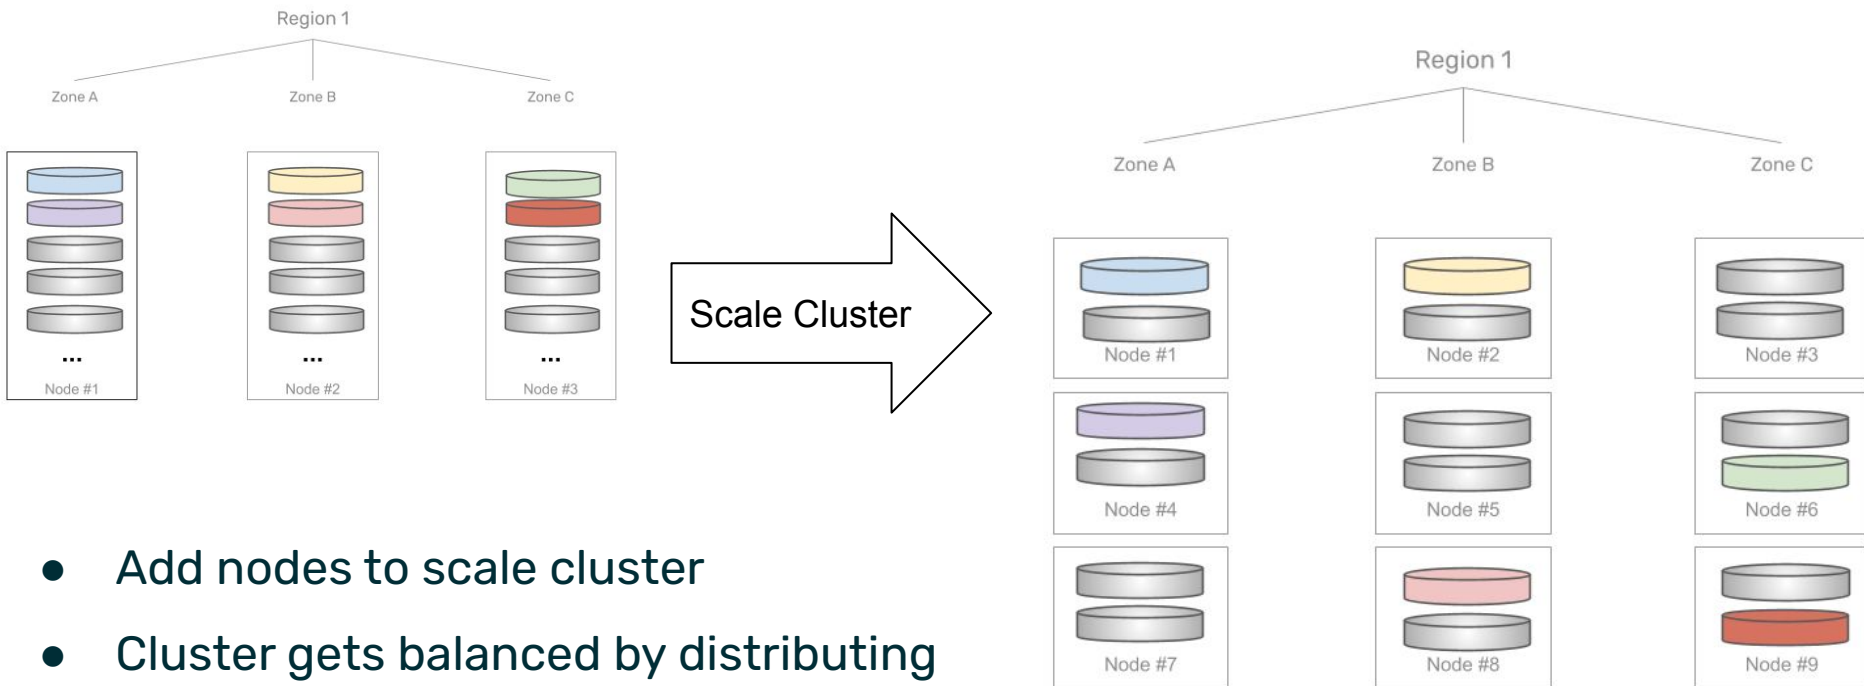 Region 1
Zone A Zone B Zone C
...
...
...
Node #1 Node #2 Node #3
Scale Cluster
Region 1
Zone A Zone B Zone C
Node #1 Node #2 Node #3
Node #4 Node #5 Node #6
Node #7 Node #8 Node #9
● Add nodes to scale cluster
● Cluster gets balanced by distributing